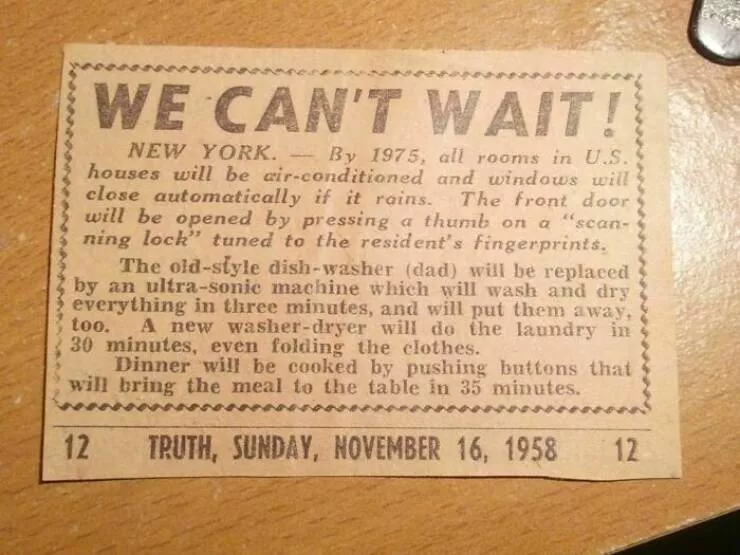 WE CAN'T WAIT!
NEW YORK. — By 1975, all rooms in U.S.
houses will be air-conditioned and windows will
close automatically if it rains. The front door
will be opened by pressing a thumb on a "scan-
ning lock" tuned to the resident's fingerprints.
The old-style dish-washer (dad) will be replaced
by an ultra-sonic machine which will wash and dry
everything in three minutes, and will put them away,
too. A new washer-dryer will do the laundry in
30 minutes, even folding the clothes.
Dinner will be cooked by pushing buttons that
will bring the meal to the table in 35 minutes.
12 TRUTH, SUNDAY, NOVEMBER 16, 1958 12